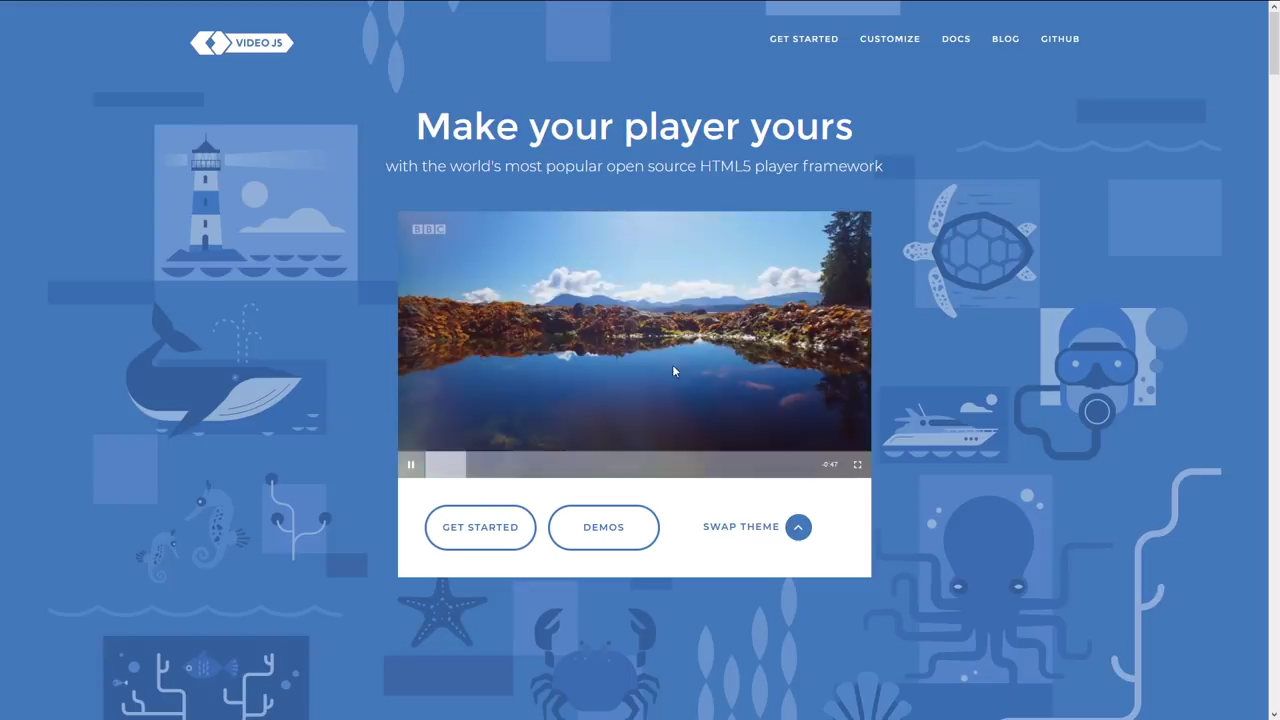 VIDEO JS
GET STARTED
CUSTOMIZE
DOCS
BLOG
GITHUB
Make your player yours
with the world's most popular open source HTML5 player framework
BBC
-0:47
GET STARTED
DEMOS
SWAP THEME